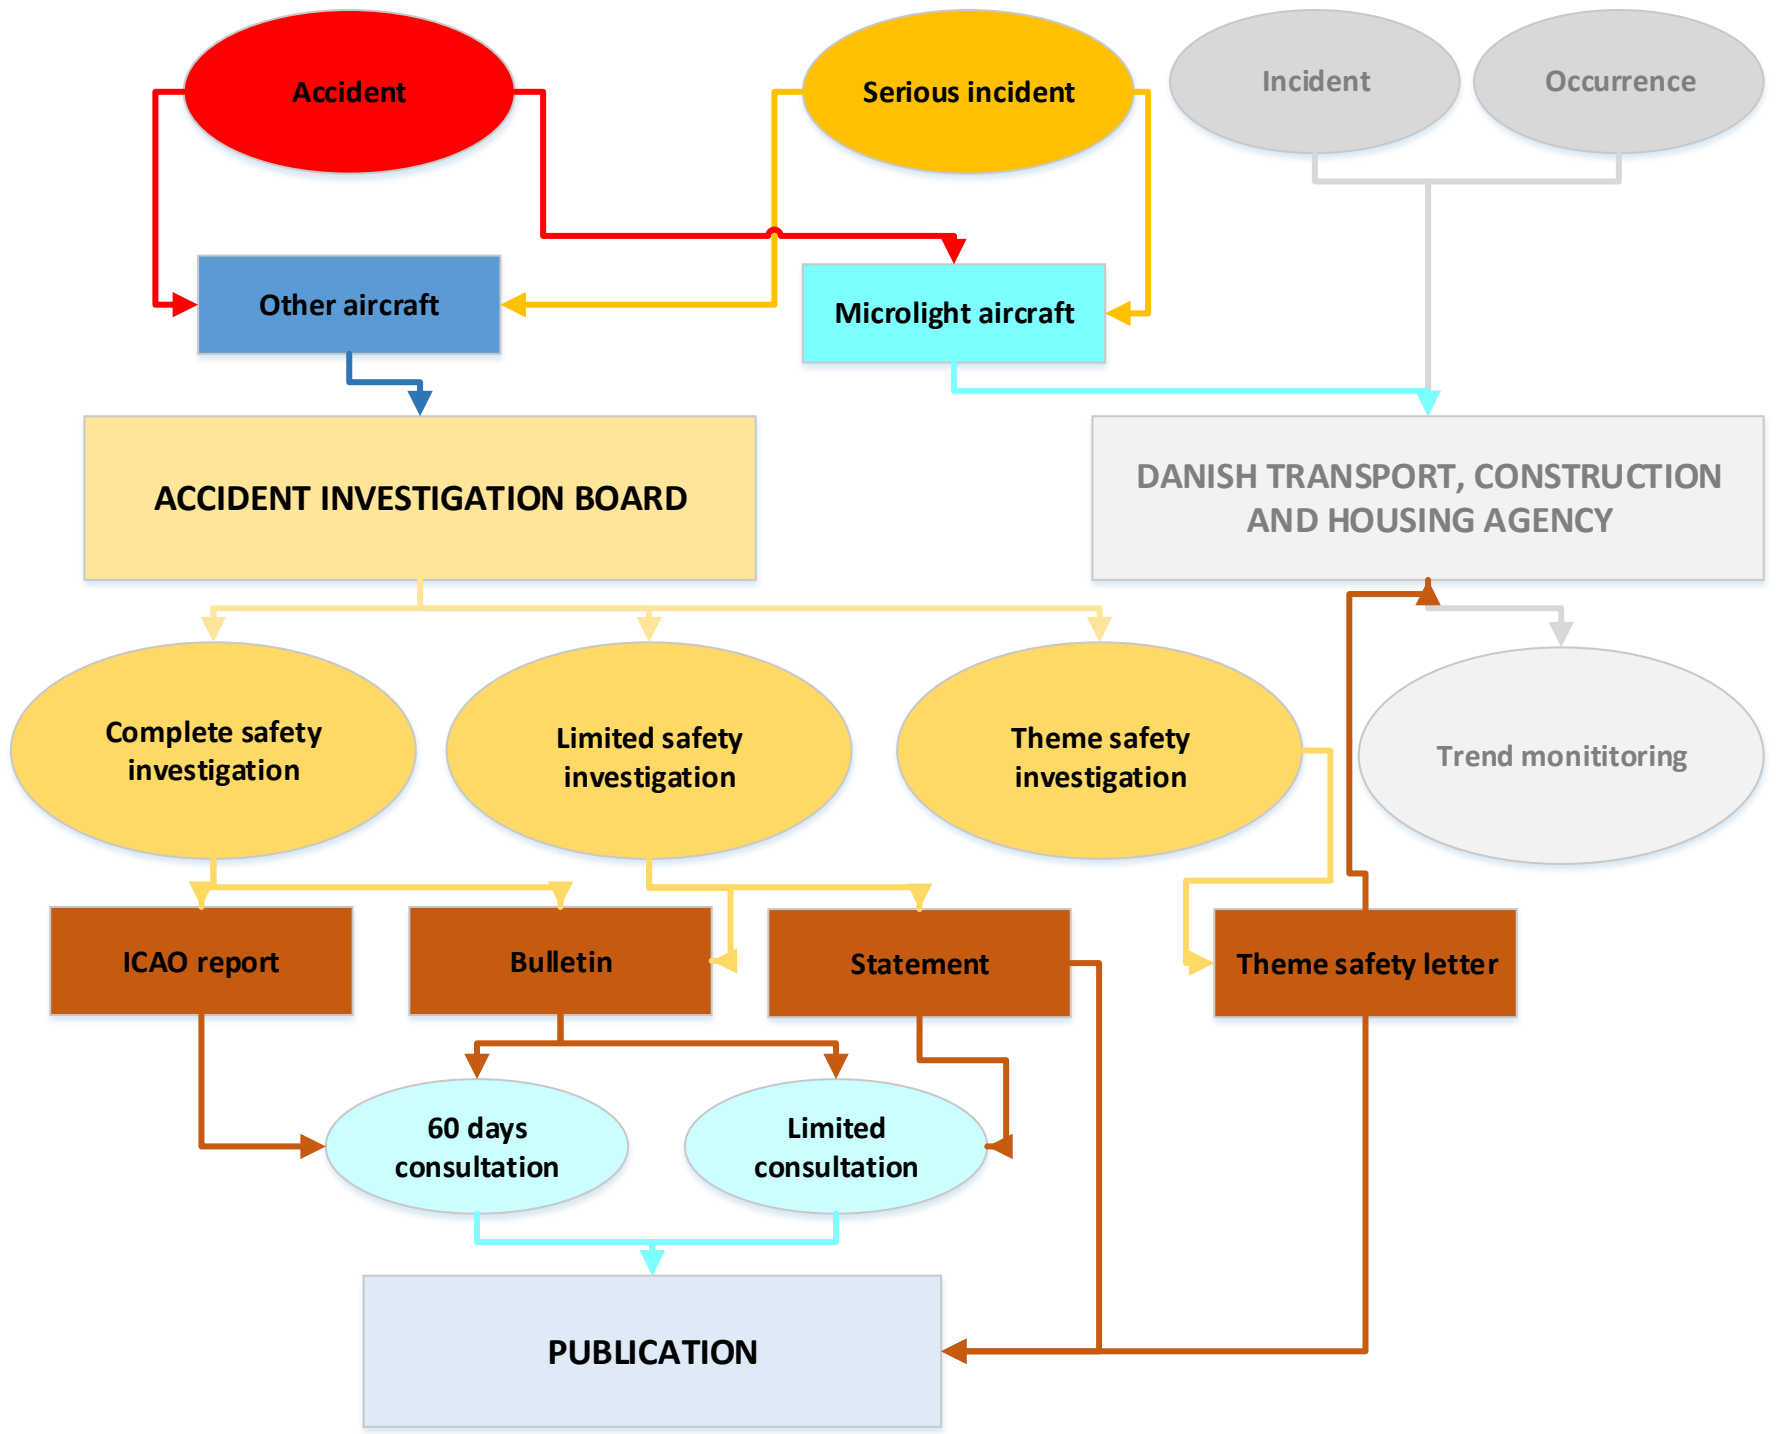 Accident
Serious incident
Incident
Occurrence
Other aircraft
Microlight aircraft
ACCIDENT INVESTIGATION BOARD
DANISH TRANSPORT, CONSTRUCTION
AND HOUSING AGENCY
Complete safety
investigation
Limited safety
investigation
Theme safety
investigation
Trend monititoring
ICAO report
Bulletin
Statement
Theme safety letter
60 days
consultation
Limited
consultation
PUBLICATION